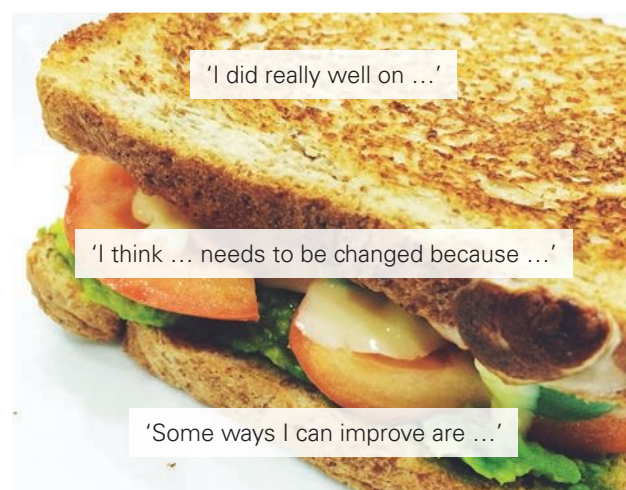 ‘I did really well on …’
‘I think … needs to be changed because …’
‘Some ways I can improve are …’